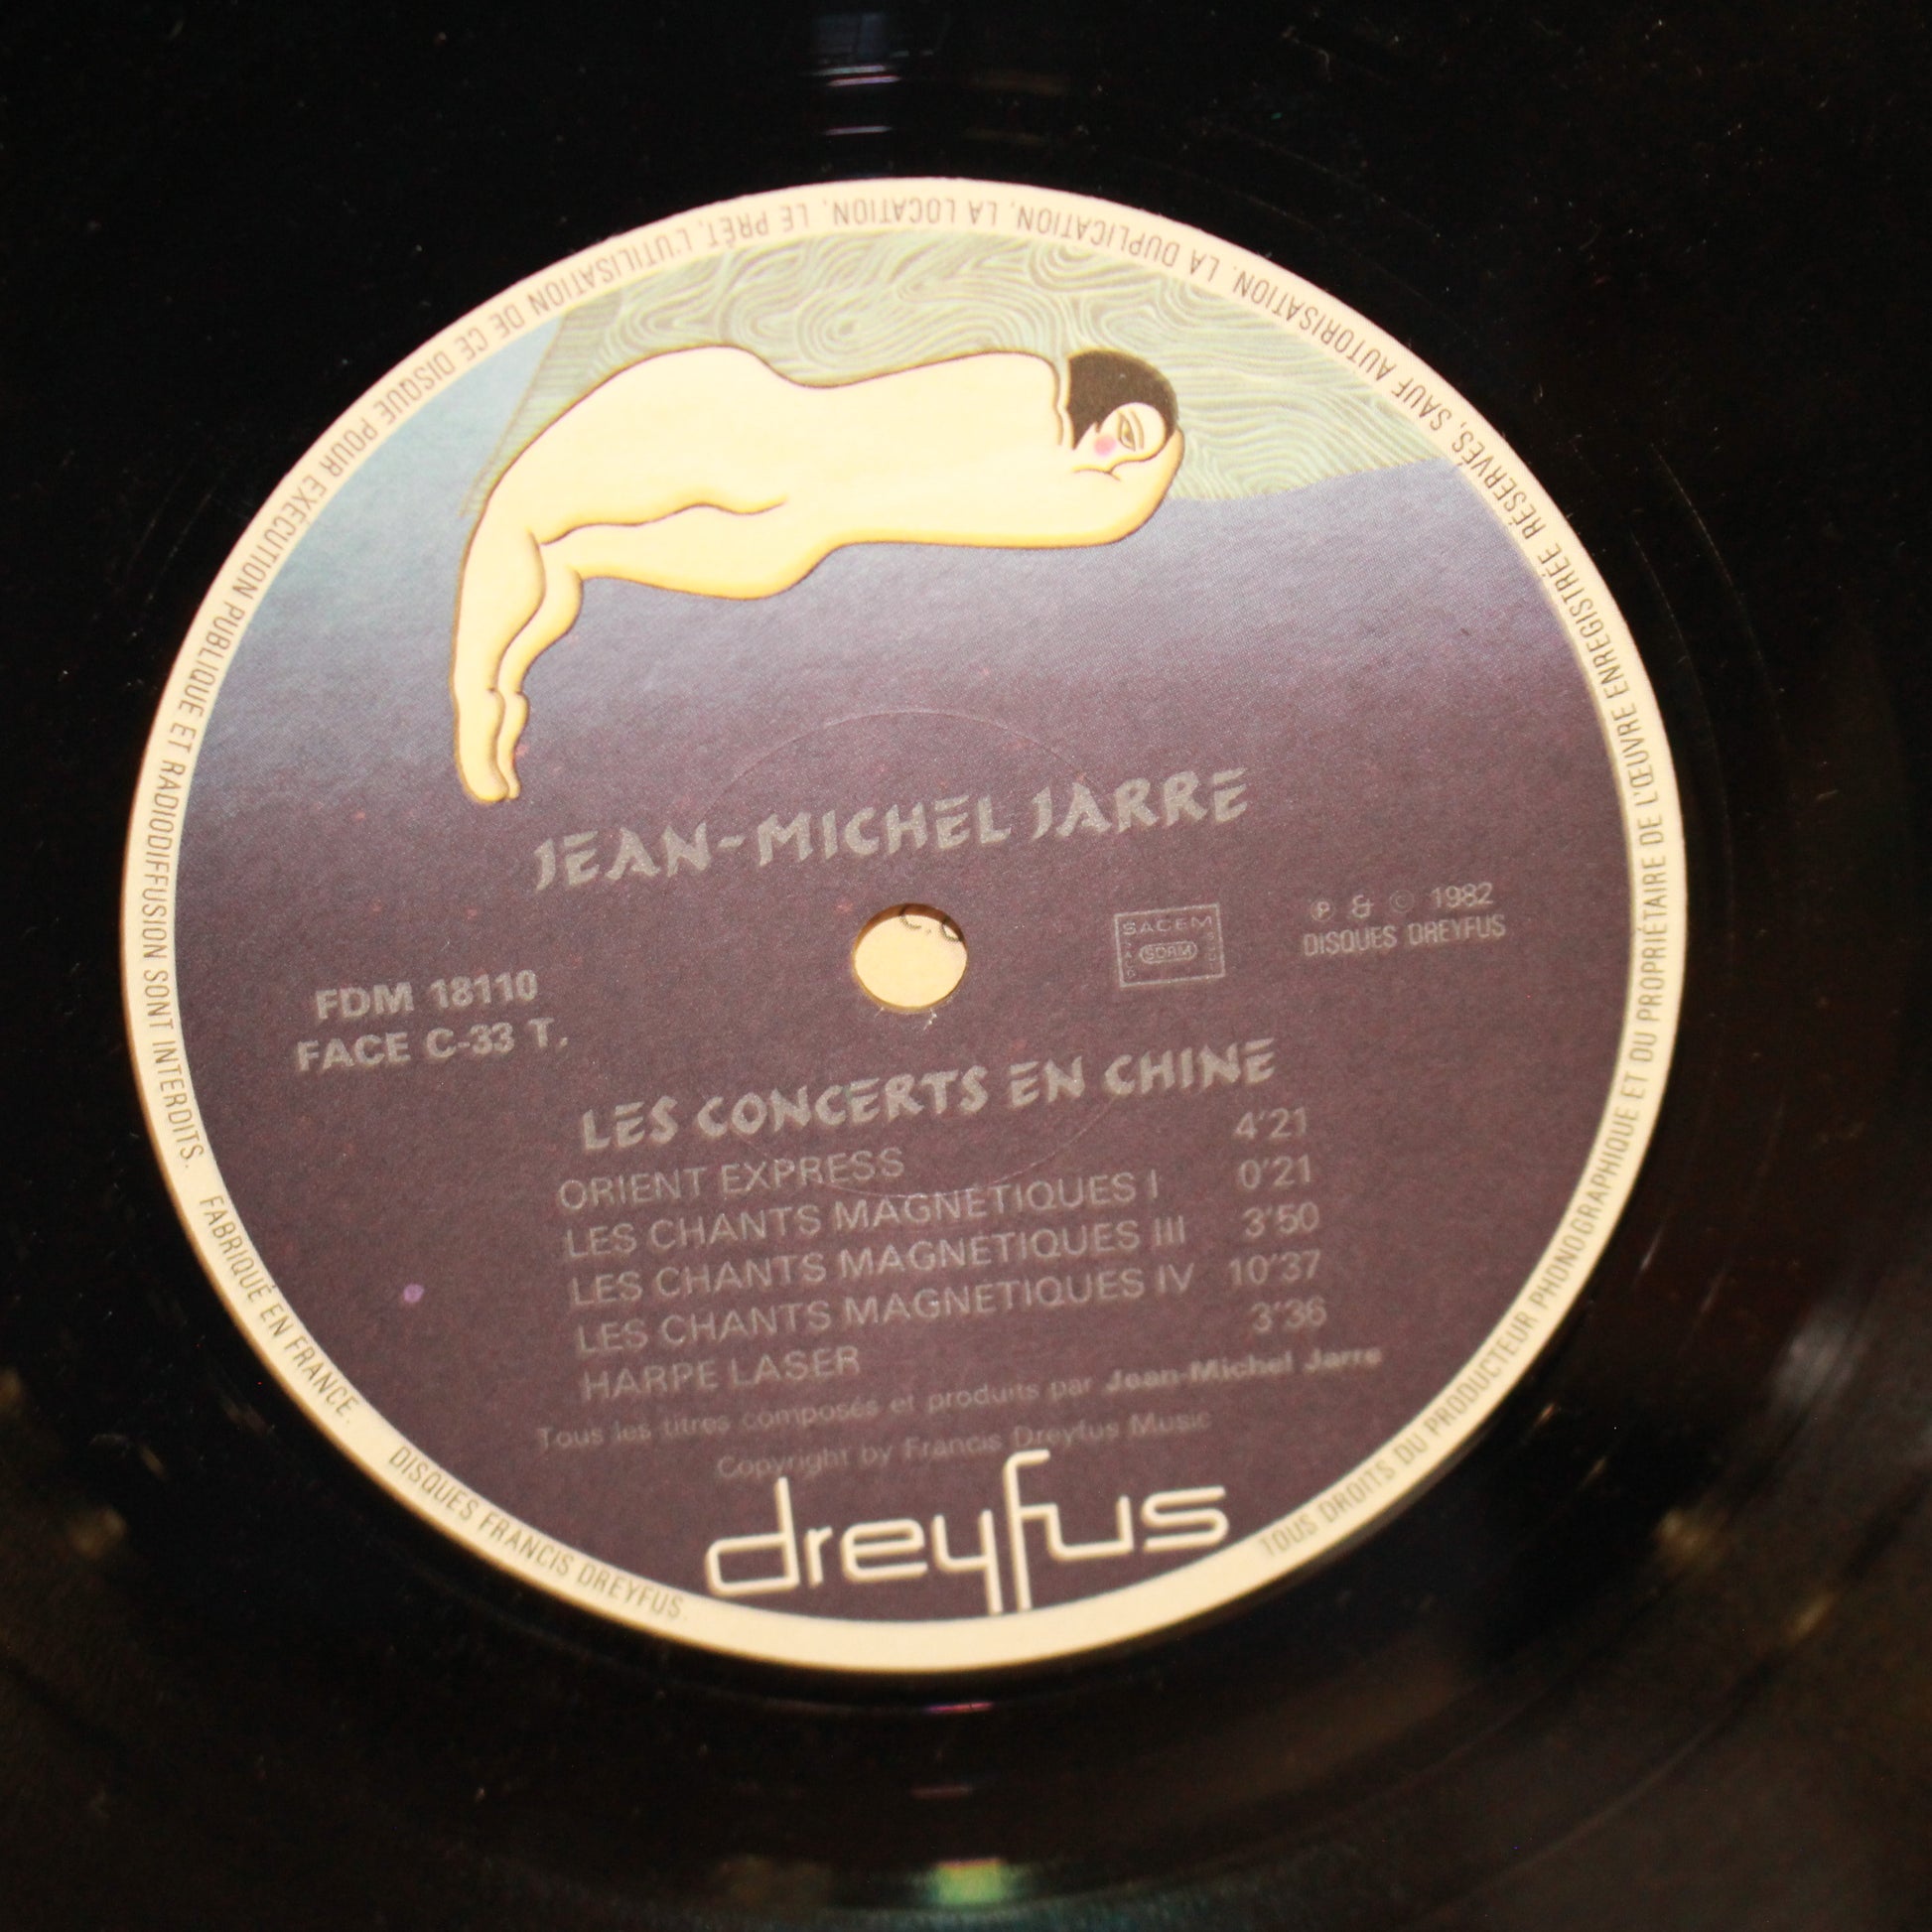 JEAN-MICHEL JARRE
SACEM
SDRM
℗ & © 1982
DISQUES DREYFUS
FDM 18110
FACE C-33 T.
LES CONCERTS EN CHINE
ORIENT EXPRESS 4'21
LES CHANTS MAGNETIQUES I 0'21
LES CHANTS MAGNETIQUES III 3'50
LES CHANTS MAGNETIQUES IV 10'37
HARPE LASER 3'36
Tous les titres composés et produits par Jean-Michel Jarre
Copyright by Francis Dreyfus Music
dreyfus
TOUS DROITS DU PRODUCTEUR PHONOGRAPHIQUE ET DU PROPRIÉTAIRE DE L'ŒUVRE ENREGISTRÉE RÉSERVÉS, SAUF AUTORISATION, LA DUPLICATION, LA LOCATION, LE PRÊT, L'UTILISATION DE CE DISQUE POUR EXECUTION PUBLIQUE ET RADIODIFFUSION SONT INTERDITS. FABRIQUÉ EN FRANCE. DISQUES FRANCIS DREYFUS.